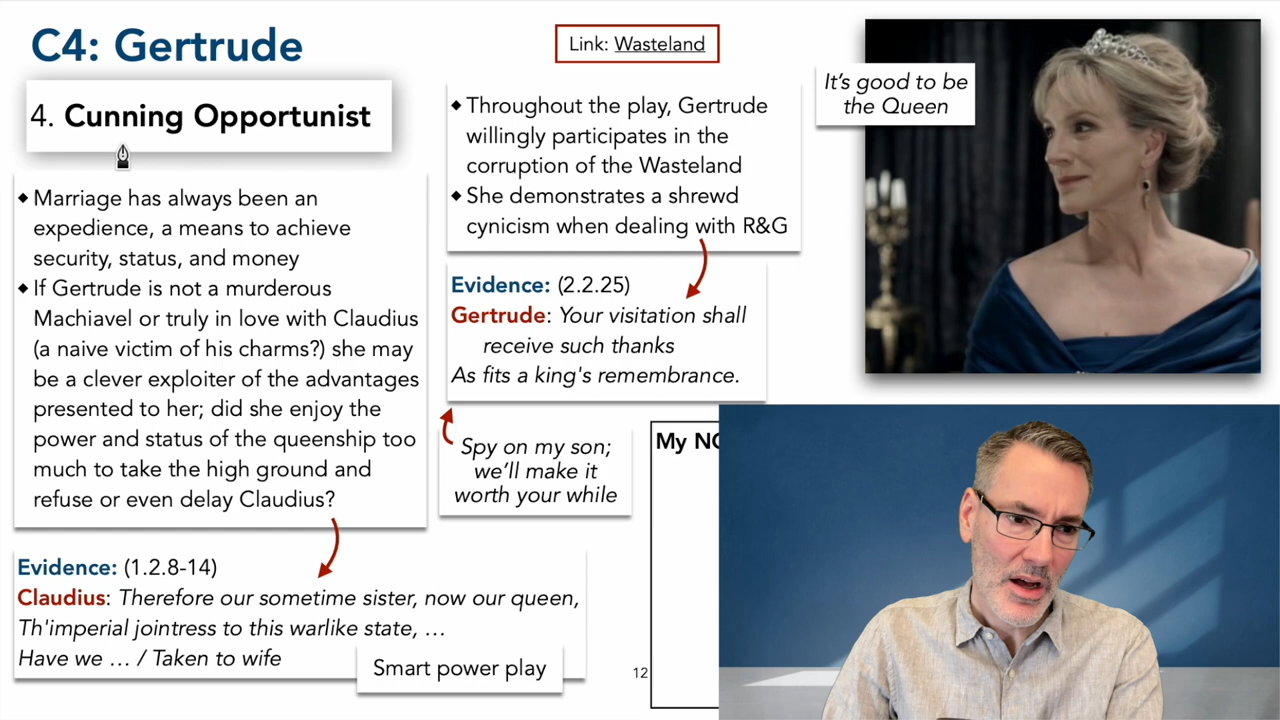 C4: Gertrude
Link: Wasteland
4. Cunning Opportunist
◆ Marriage has always been an
expedience, a means to achieve
security, status, and money
◆ If Gertrude is not a murderous
Machiavel or truly in love with Claudius
(a naive victim of his charms?) she may
be a clever exploiter of the advantages
presented to her; did she enjoy the
power and status of the queenship too
much to take the high ground and
refuse or even delay Claudius?
Evidence: (1.2.8-14)
Claudius: Therefore our sometime sister, now our queen,
Th'imperial jointress to this warlike state, …
Have we … / Taken to wife
Smart power play
◆ Throughout the play, Gertrude
willingly participates in the
corruption of the Wasteland
◆ She demonstrates a shrewd
cynicism when dealing with R&G
Evidence: (2.2.25)
Gertrude: Your visitation shall
receive such thanks
As fits a king's remembrance.
Spy on my son;
we'll make it
worth your while
It's good to be
the Queen
My
12